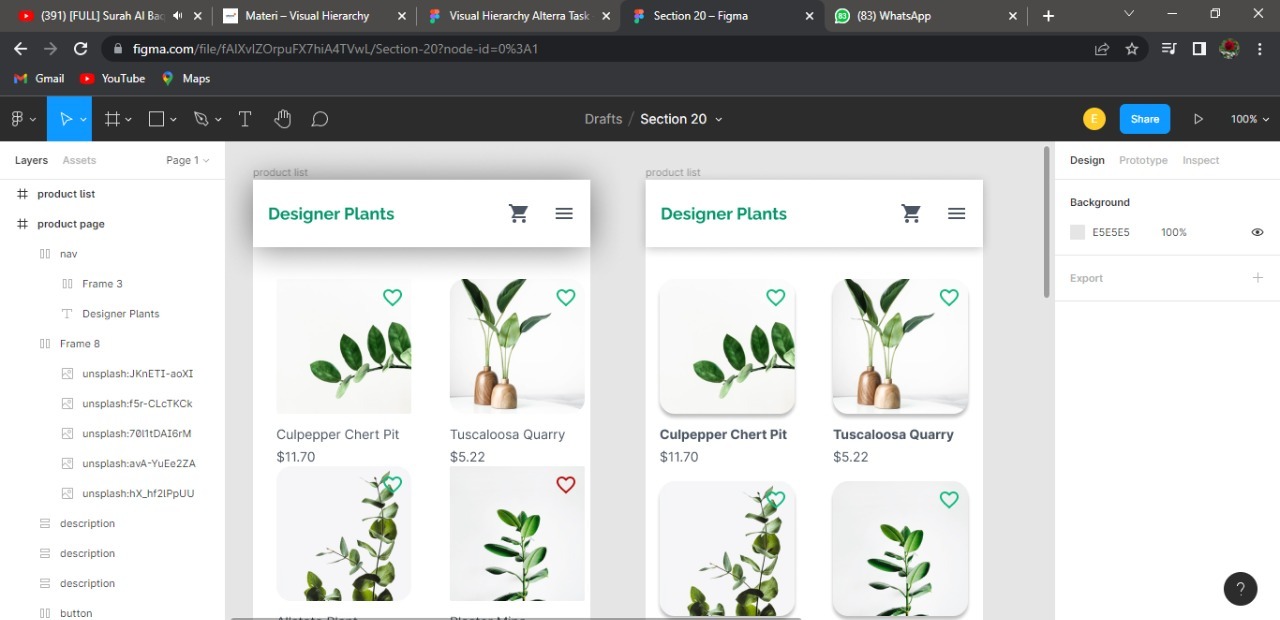 (391) [FULL] Surah Al Baq
Materi – Visual Hierarchy
Visual Hierarchy Alterra Task -
Section 20 – Figma
83
(83) WhatsApp
figma.com/file/fAIXvIZOrpuFX7hiA4TVwL/Section-20?node-id=0%3A1
Gmail
YouTube
Maps
Drafts / Section 20
E
Share
100%
Layers
Assets
Page 1
Design
Prototype
Inspect
product list
product page
nav
Frame 3
Designer Plants
Frame 8
unsplash:JKnETI-aoXI
unsplash:f5r-CLcTKCk
unsplash:70l1tDAI6rM
unsplash:avA-YuEe2ZA
unsplash:hX_hf2lPpUU
description
description
description
button
product list
Designer Plants
Culpepper Chert Pit
$11.70
Tuscaloosa Quarry
$5.22
product list
Designer Plants
Culpepper Chert Pit
$11.70
Tuscaloosa Quarry
$5.22
Background
E5E5E5
100%
Export
?